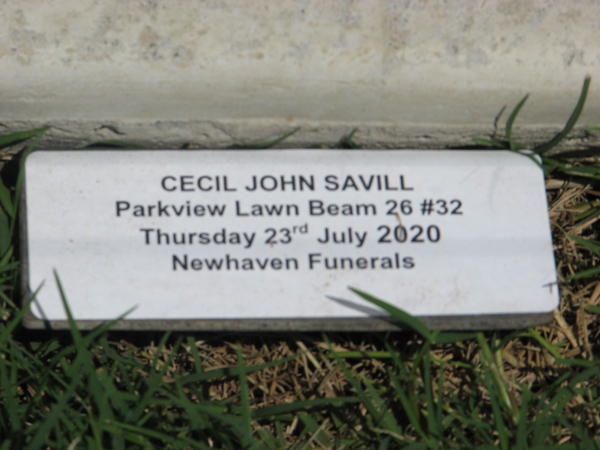 CECIL JOHN SAVILL
Parkview Lawn Beam 26 #32
Thursday 23rd July 2020
Newhaven Funerals